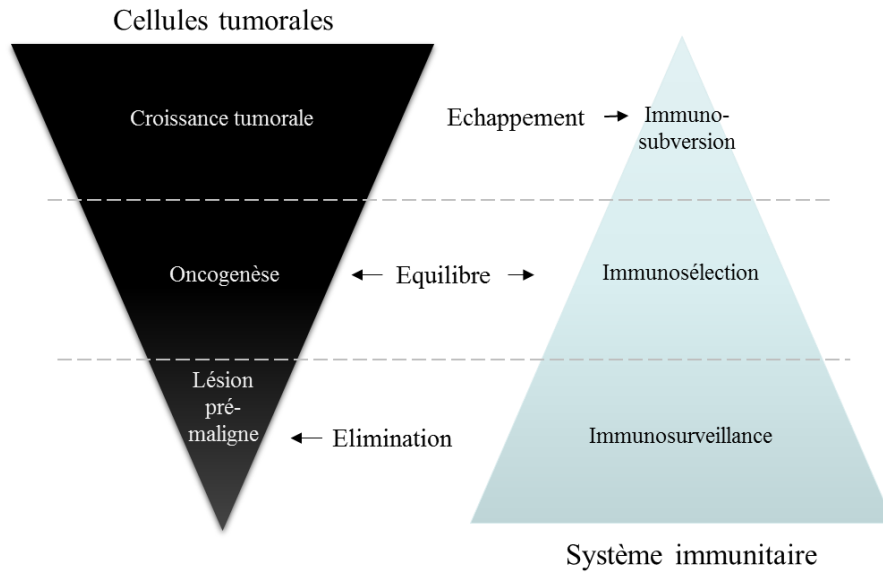 Cellules tumorales
Croissance tumorale
Echappement
Immuno-
subversion
Oncogenèse
Equilibre
Immunosélection
Lésion
pré-
maligne
Elimination
Immunosurveillance
Système immunitaire